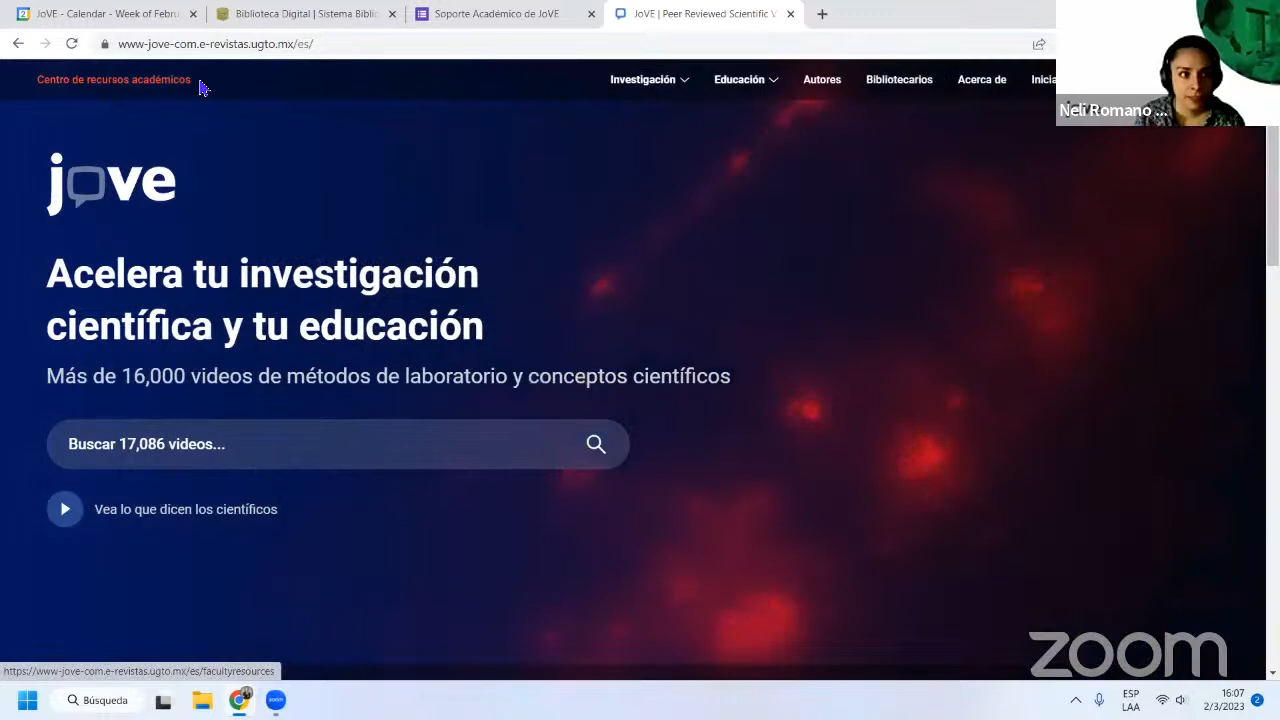 JoVE - Calendar - Week of Febru
Biblioteca Digital | Sistema Biblio
Soporte Académico de JoVE
JoVE | Peer Reviewed Scientific V
www-jove-com.e-revistas.ugto.mx/es/
Centro de recursos académicos
Investigación
Educación
Autores
Bibliotecarios
Acerca de
Inicia
Neli Romano ...
jove
Acelera tu investigación
científica y tu educación
Más de 16,000 videos de métodos de laboratorio y conceptos científicos
Buscar 17,086 videos...
Vea lo que dicen los científicos
zoom
https://www-jove-com.e-revistas.ugto.mx/es/facultyresources
Búsqueda
zoom
ESP
LAA
16:07
2/3/2023
2